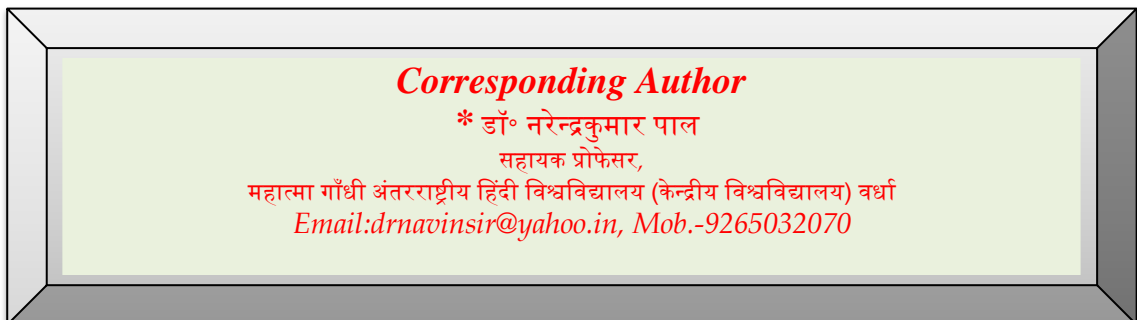 Corresponding Author
* डॉ॰ नरेन्द्रकुमार पाल
सहायक प्रोफेसर,
महात्मा गाँधी अंतरराष्ट्रीय हिंदी विश्वविद्यालय (केन्द्रीय विश्वविद्यालय) वर्धा
Email:drnavinsir@yahoo.in, Mob.-9265032070